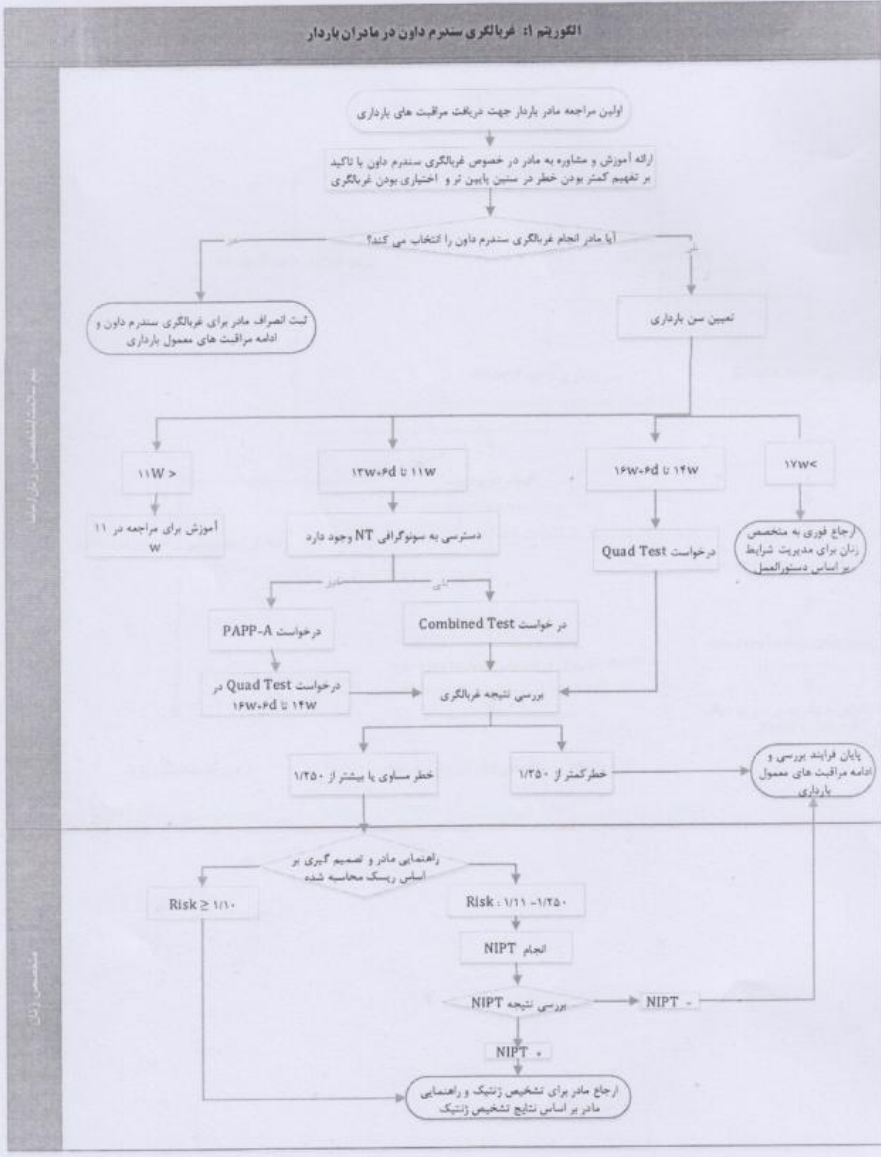 الگوریتم ۱: غربالگری سندرم داون در مادران باردار
اولین مراجعه مادر باردار جهت دریافت مراقبت های بارداری
ارائه آموزش و مشاوره به مادر در خصوص غربالگری سندرم داون با تاکید
بر تفهیم کمتر بودن خطر در سنین پایین تر و اختیاری بودن غربالگری
آیا مادر انجام غربالگری سندرم داون را انتخاب می کند؟
بلی
خیر
ثبت انصراف مادر برای غربالگری سندرم داون و
ادامه مراقبت های معمول بارداری
تعیین سن بارداری
۱۷w<
۱۴w تا ۱۶w+۶d
۱۱w تا ۱۳w+۶d
۱۱W >
ارجاع فوری به متخصص
زنان برای مدیریت شرایط
بر اساس دستورالعمل
درخواست Quad Test
دسترسی به سونوگرافی NT وجود دارد
آموزش برای مراجعه در ۱۱
w
بلی
خیر
در خواست Combined Test
درخواست PAPP-A
درخواست Quad Test در
۱۴w تا ۱۶w+۶d
بررسی نتیجه غربالگری
خطر کمتر از ۱/۲۵۰
خطر مساوی یا بیشتر از ۱/۲۵۰
پایان فرایند بررسی و
ادامه مراقبت های معمول
بارداری
راهنمایی مادر و تصمیم گیری بر
اساس ریسک محاسبه شده
Risk : ۱/۱۱ -۱/۲۵۰
Risk ≥ ۱/۱۰
انجام NIPT
بررسی نتیجه NIPT
NIPT -
NIPT +
ارجاع مادر برای تشخیص ژنتیک و راهنمایی
مادر بر اساس نتایج تشخیص ژنتیک
متخصص زنان